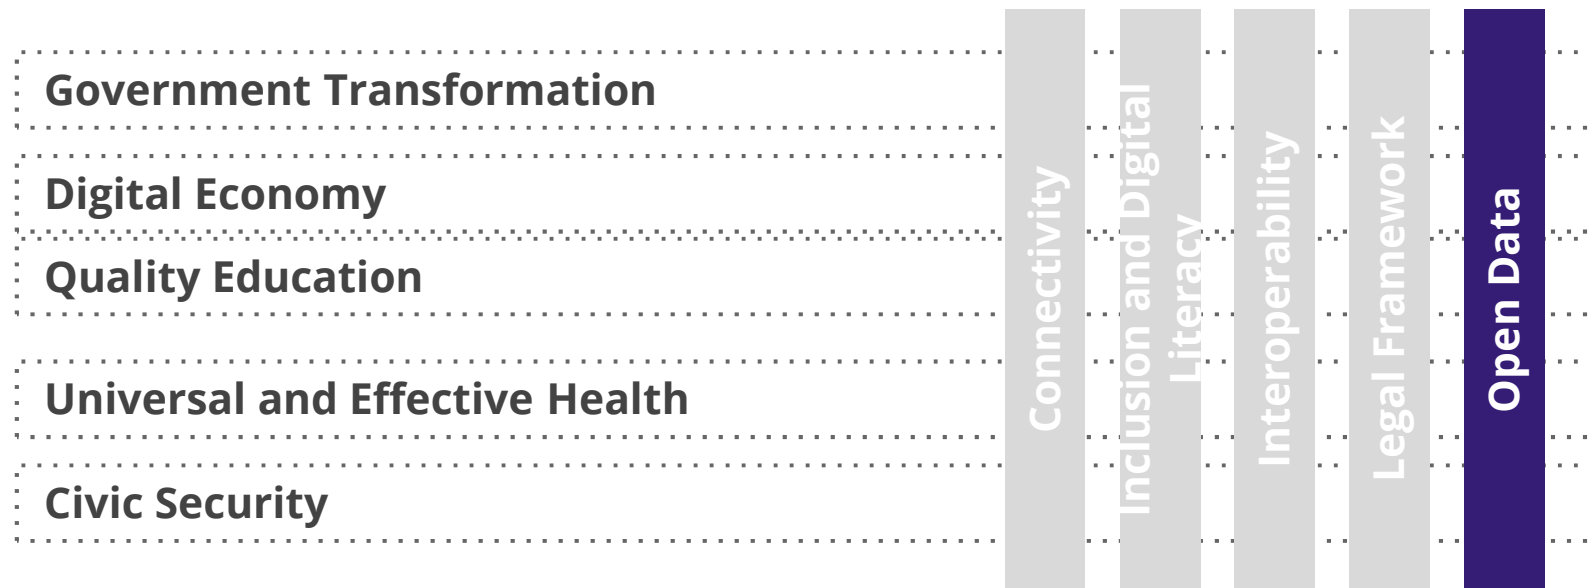 Government Transformation
Digital Economy
Quality Education
Universal and Effective Health
Civic Security
Connectivity
Inclusion and Digital
Literacy
Interoperability
Legal Framework
Open Data